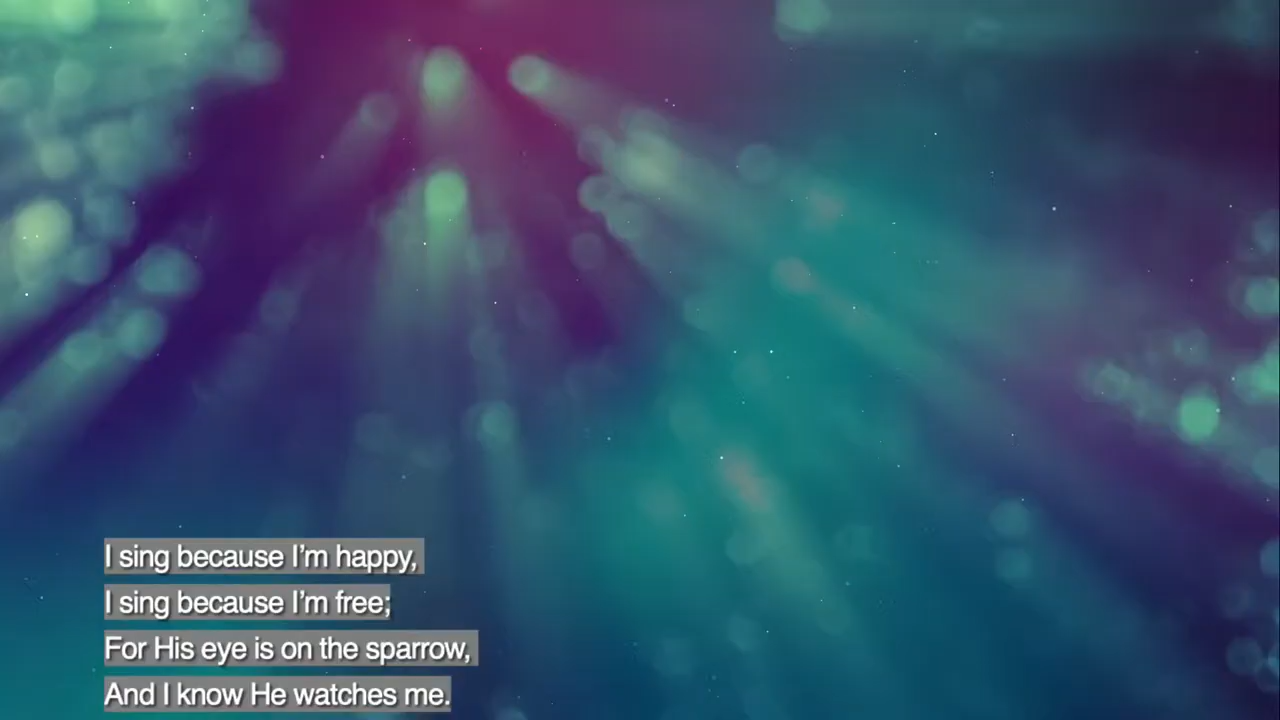 I sing because I’m happy,
I sing because I’m free;
For His eye is on the sparrow,
And I know He watches me.